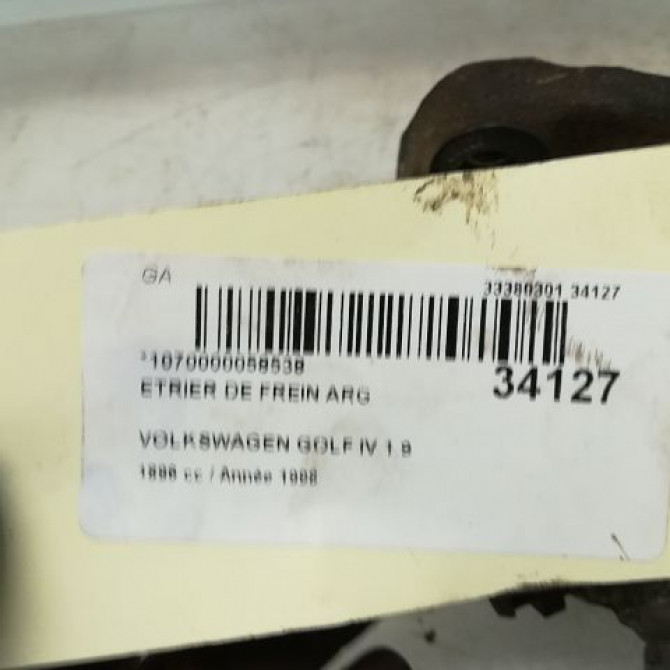 GA
33380301 34127
*1070000058538
34127
ETRIER DE FREIN ARG
VOLKSWAGEN GOLF IV 1.9
1896 cc / Année 1998